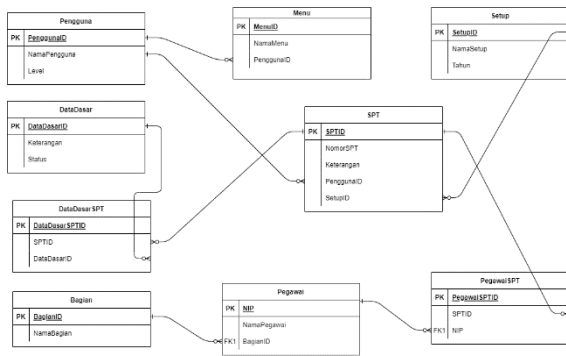 Pengguna
PK PenggunaID
NamaPengguna
Level
Menu
PK MenuID
NamaMenu
PenggunaID
Setup
PK SetupID
NamaSetup
Tahun
DataDasar
PK DataDasarID
Keterangan
Status
SPT
PK SPTID
NomorSPT
Keterangan
PenggunaID
SetupID
DataDasarSPT
PK DataDasarSPTID
SPTID
DataDasarID
Bagian
PK BagianID
NamaBagian
Pegawai
PK NIP
NamaPegawai
FK1 BagianID
PegawaiSPT
PK PegawaiSPTID
SPTID
FK1 NIP